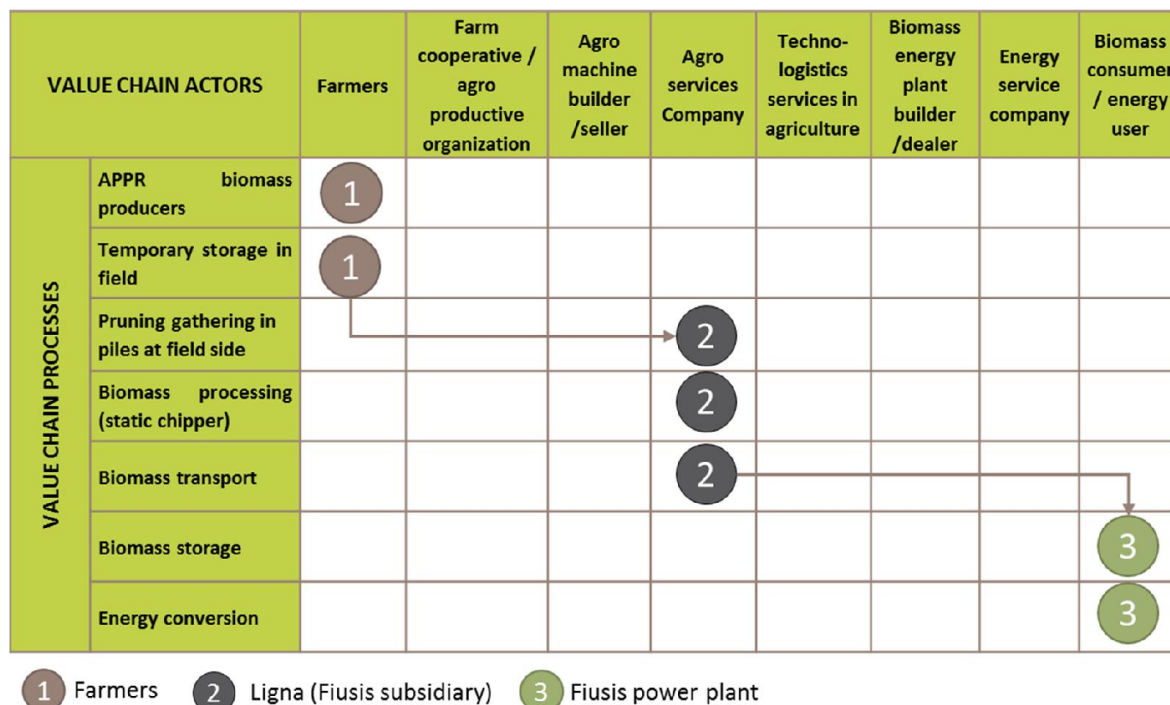 VALUE CHAIN ACTORS
Farmers
Farm
cooperative /
agro
productive
organization
Agro
machine
builder
/seller
Agro
services
Company
Techno-
logistics
services in
agriculture
Biomass
energy
plant
builder
/dealer
Energy
service
company
Biomass
consumer
/ energy
user
VALUE CHAIN PROCESSES
APPR biomass
producers
1
Temporary storage in
field
1
Pruning gathering in
piles at field side
2
Biomass processing
(static chipper)
2
Biomass transport
2
Biomass storage
3
Energy conversion
3
1 Farmers 2 Ligna (Fiusis subsidiary) 3 Fiusis power plant